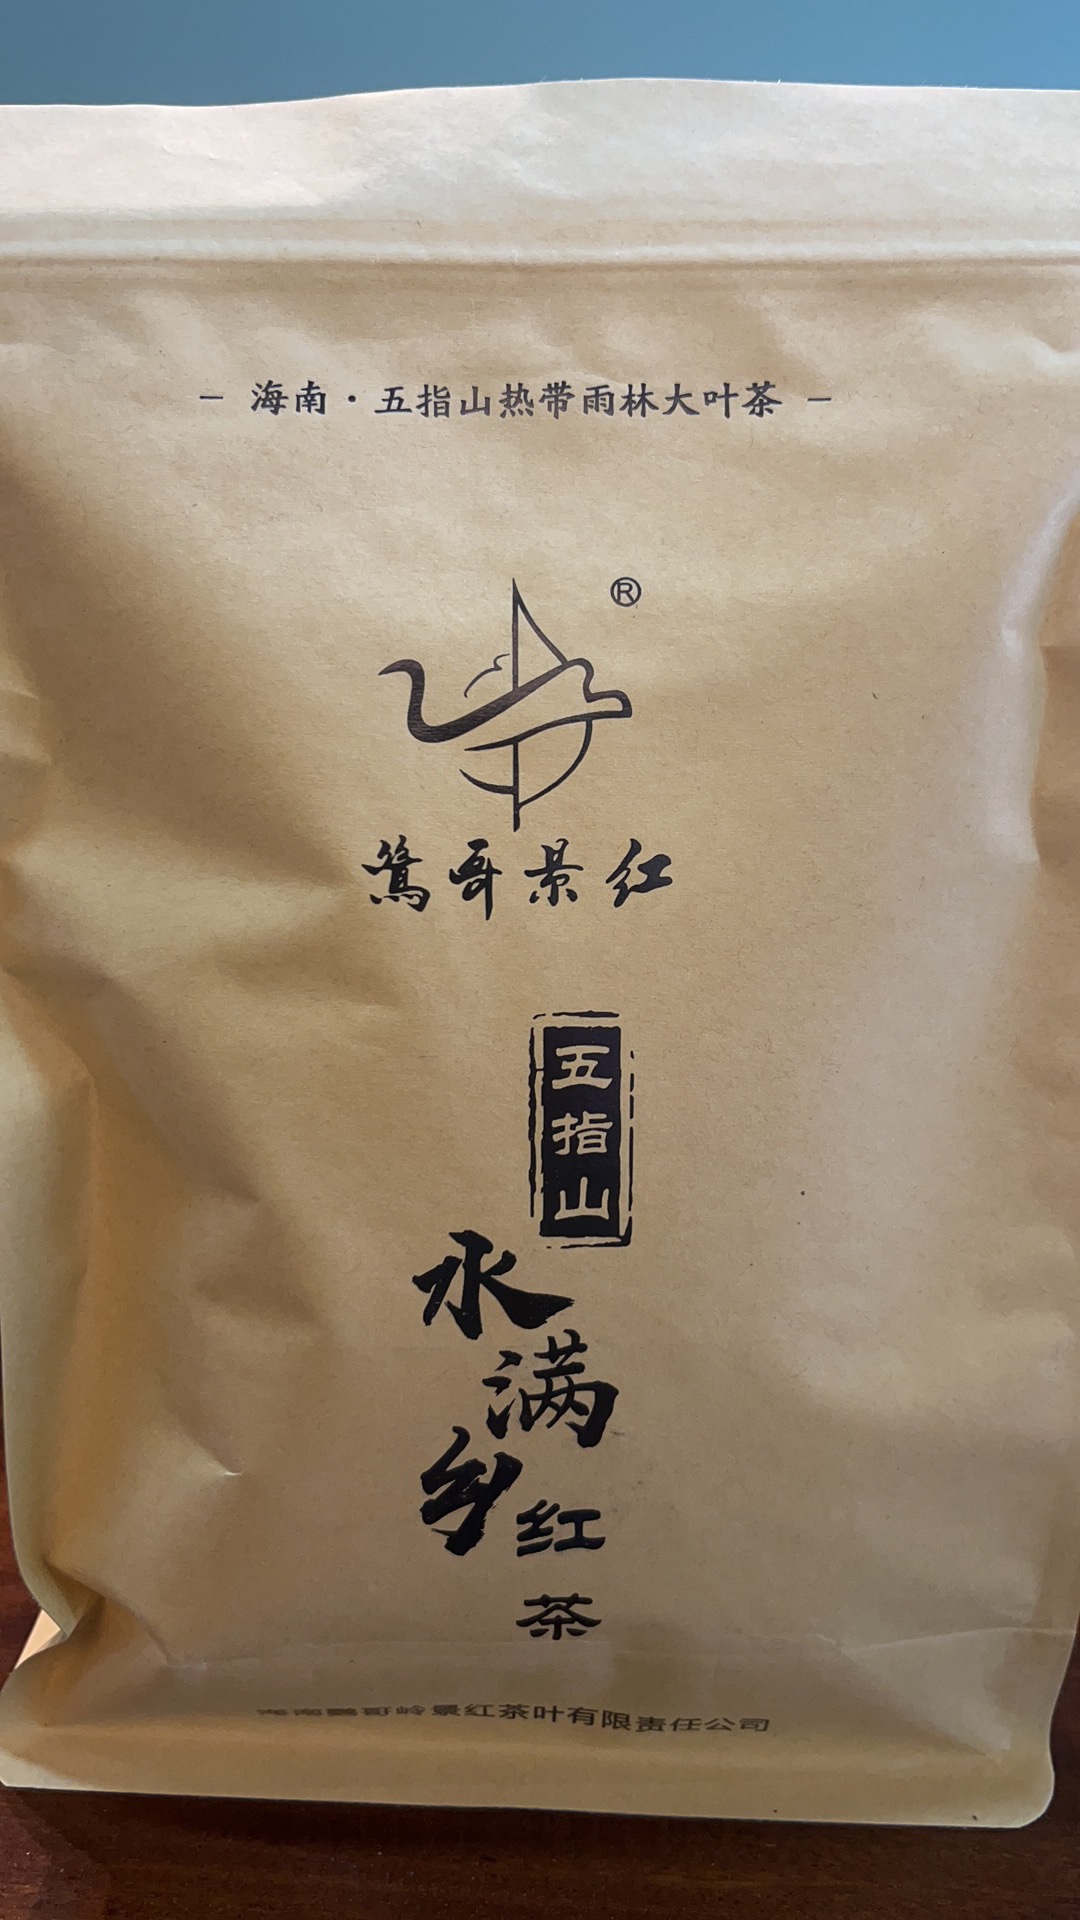 海南·五指山热带雨林大叶茶
®
鶯哥景红
五指山
水满乡红茶
海南鹦哥岭景红茶叶有限责任公司